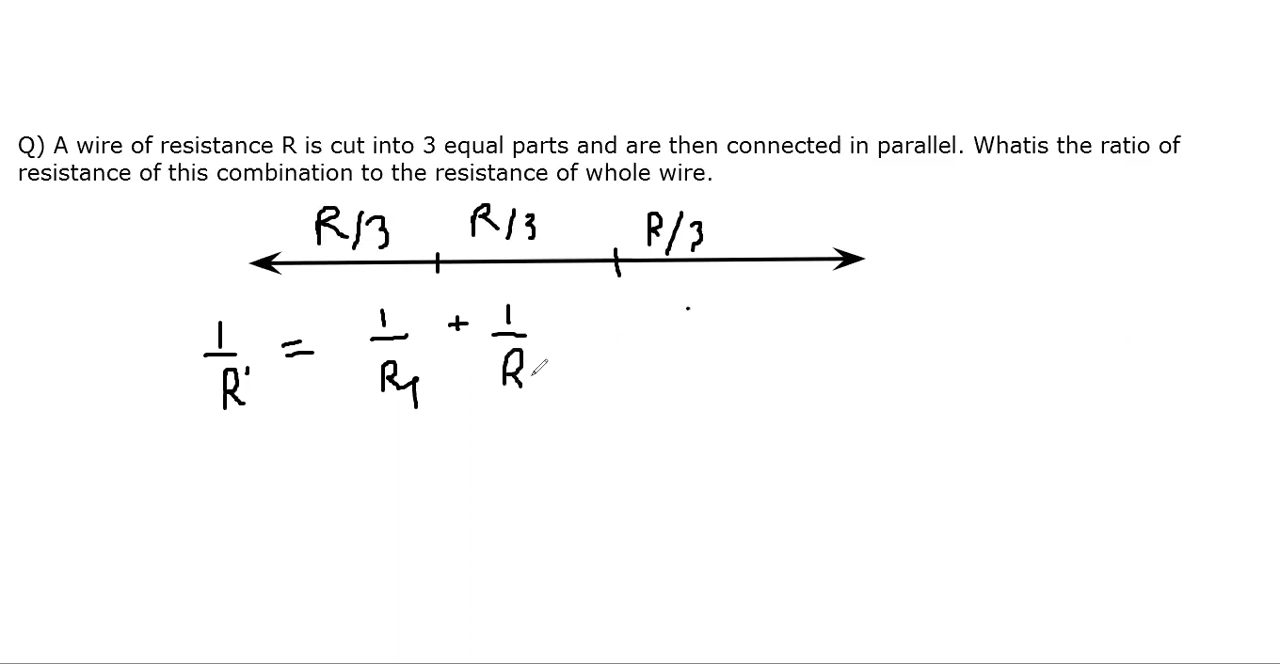 Q) A wire of resistance R is cut into 3 equal parts and are then connected in parallel. Whatis the ratio of
resistance of this combination to the resistance of whole wire.
R/3 R/3 R/3
1/R' = 1/R1 + 1/R